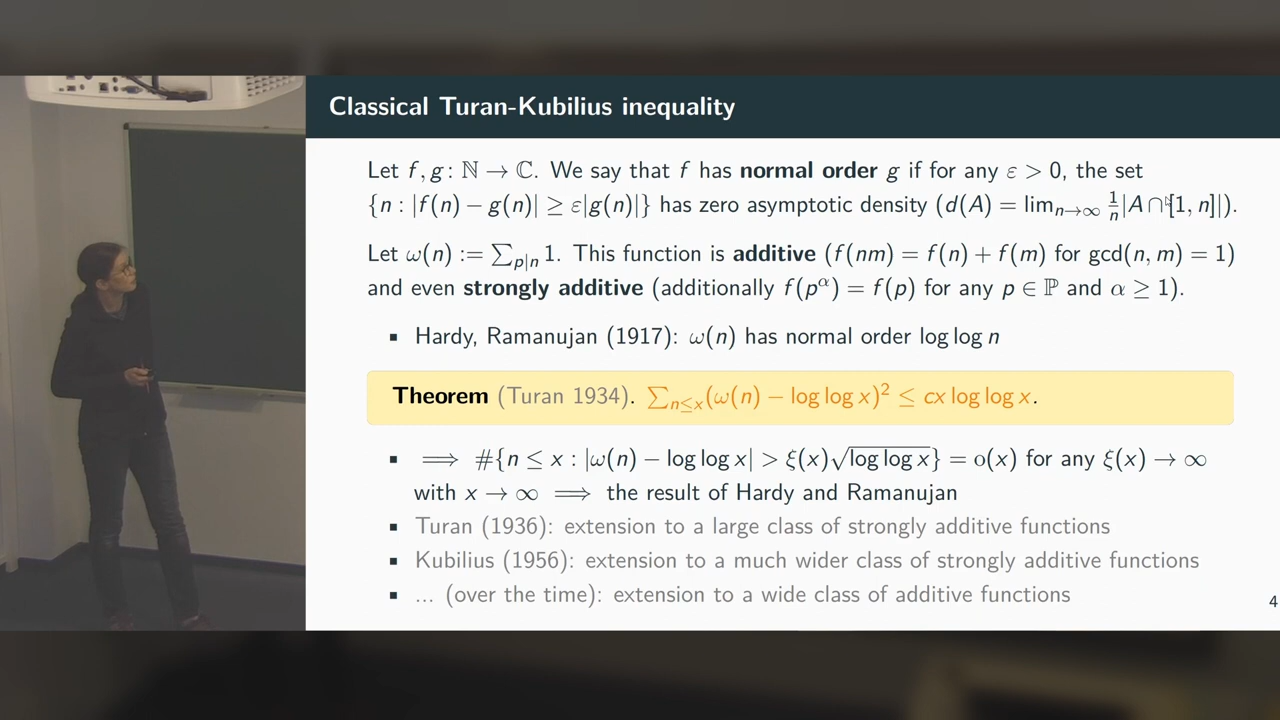 Classical Turan-Kubilius inequality
Let f, g : ℕ → ℂ. We say that f has normal order g if for any ε > 0, the set
{n : |f(n) − g(n)| ≥ ε|g(n)|} has zero asymptotic density (d(A) = lim_{n→∞} 1/n |A ∩ [1, n]|).
Let ω(n) := ∑_{p|n} 1. This function is additive (f(nm) = f(n) + f(m) for gcd(n, m) = 1)
and even strongly additive (additionally f(p^α) = f(p) for any p ∈ ℙ and α ≥ 1).
▪ Hardy, Ramanujan (1917): ω(n) has normal order log log n
Theorem (Turan 1934). ∑_{n≤x}(ω(n) − log log x)² ≤ cx log log x.
▪ ⟹ #{n ≤ x : |ω(n) − log log x| > ξ(x)√(log log x)} = o(x) for any ξ(x) → ∞
with x → ∞ ⟹ the result of Hardy and Ramanujan
▪ Turan (1936): extension to a large class of strongly additive functions
▪ Kubilius (1956): extension to a much wider class of strongly additive functions
▪ ... (over the time): extension to a wide class of additive functions
4